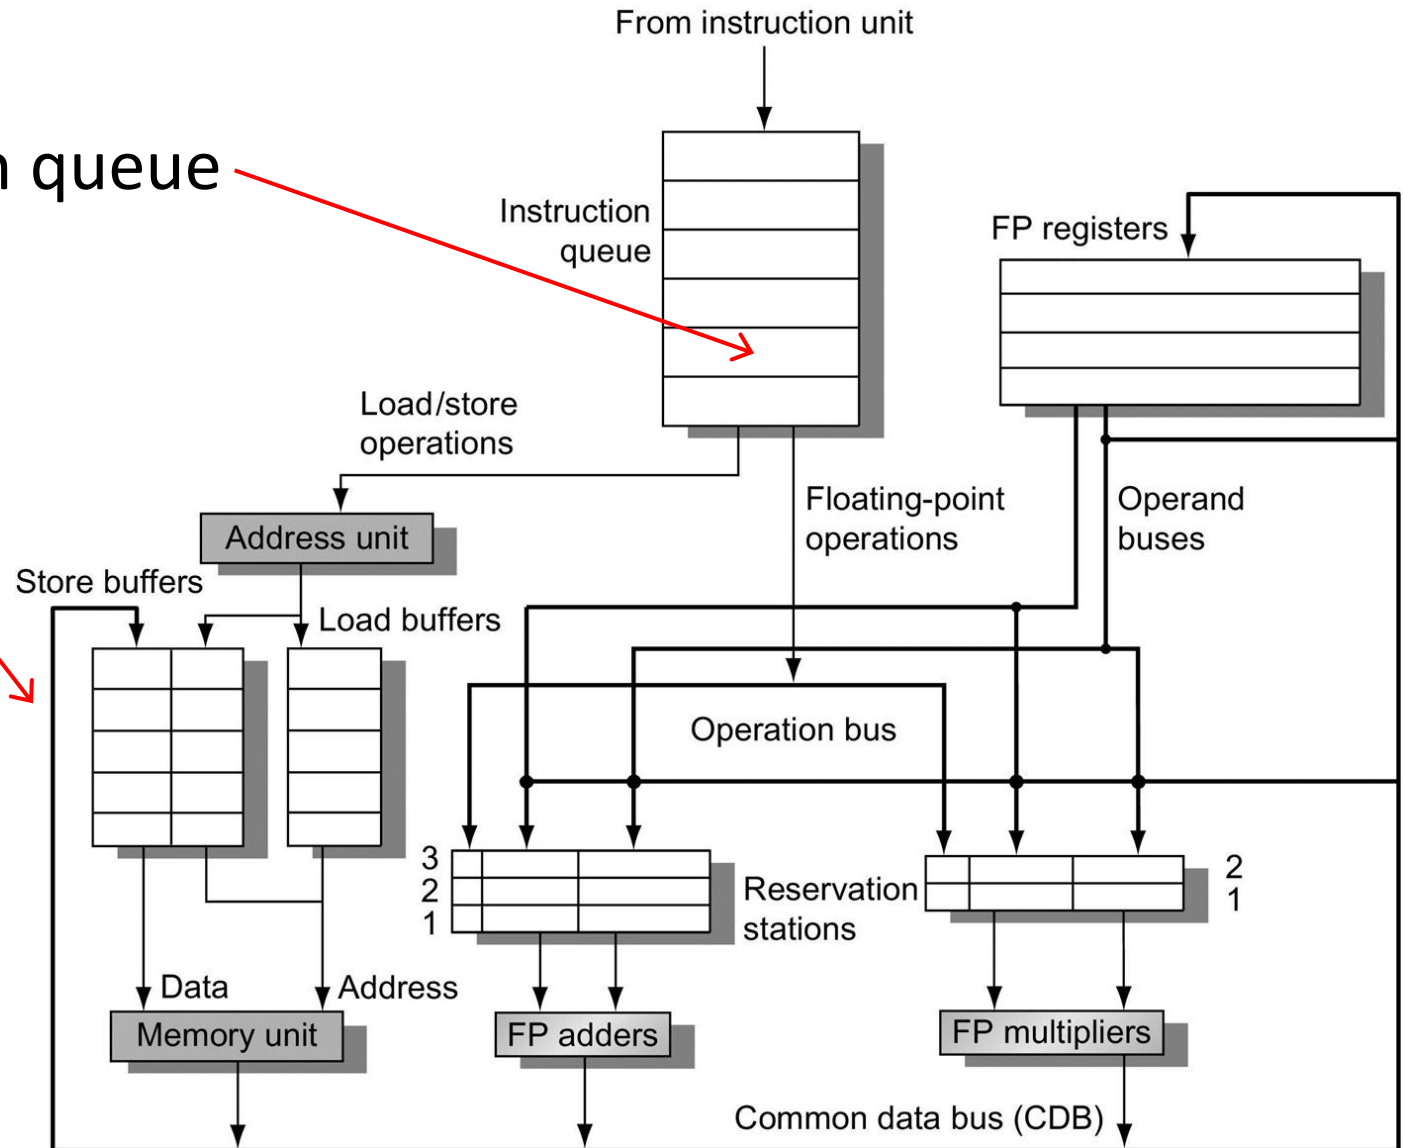 From instruction unit
queue
Instruction
queue
FP registers
Load/store
operations
Address unit
Floating-point
operations
Operand
buses
Store buffers
Load buffers
Operation bus
3
2
1
Reservation
stations
2
1
Data
Address
Memory unit
FP adders
FP multipliers
Common data bus (CDB)